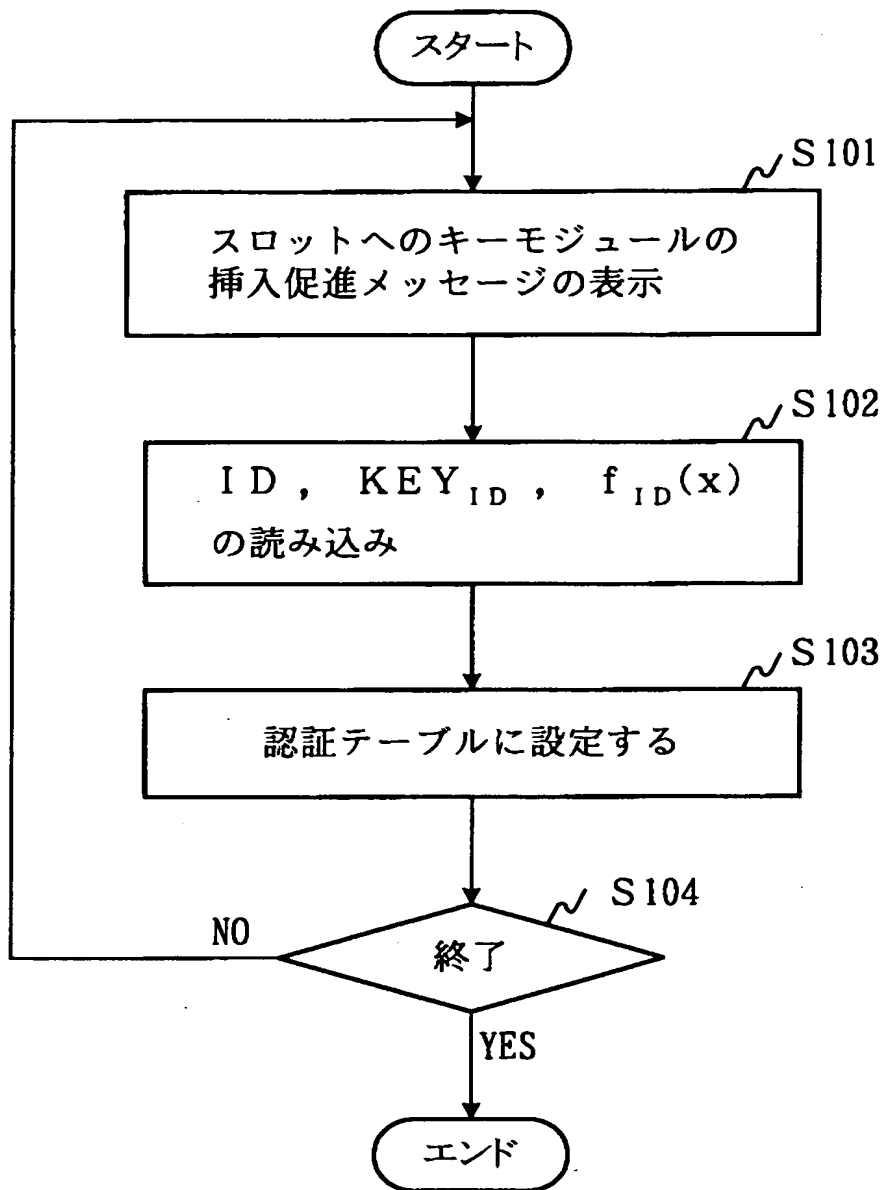 スタート
S101
スロットへのキーモジュールの
挿入促進メッセージの表示
S102
ID, KEY_ID, f_ID(x)
の読み込み
S103
認証テーブルに設定する
S104
終了
NO
YES
エンド